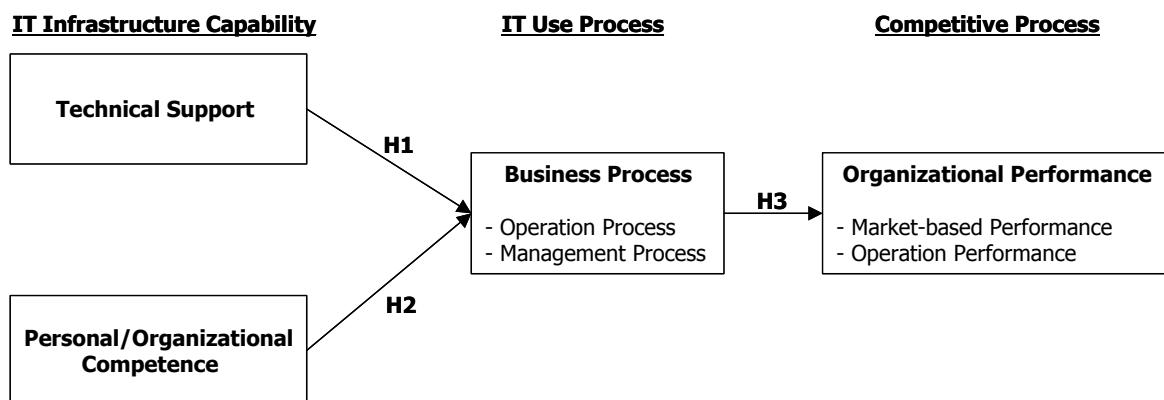 IT Infrastructure Capability
IT Use Process
Competitive Process
Technical Support
H1
Business Process
- Operation Process
- Management Process
H3
Organizational Performance
- Market-based Performance
- Operation Performance
H2
Personal/Organizational
Competence